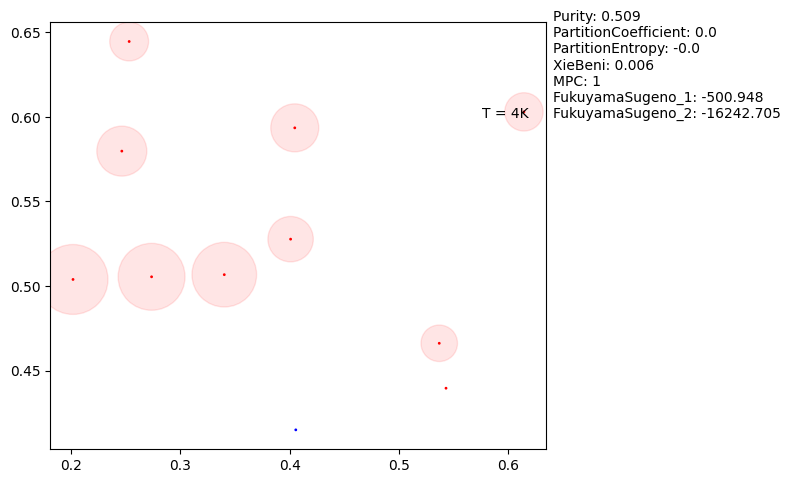 Purity: 0.509
PartitionCoefficient: 0.0
PartitionEntropy: -0.0
XieBeni: 0.006
MPC: 1
FukuyamaSugeno_1: -500.948
FukuyamaSugeno_2: -16242.705
T = 4K
0.65
0.60
0.55
0.50
0.45
0.2 0.3 0.4 0.5 0.6